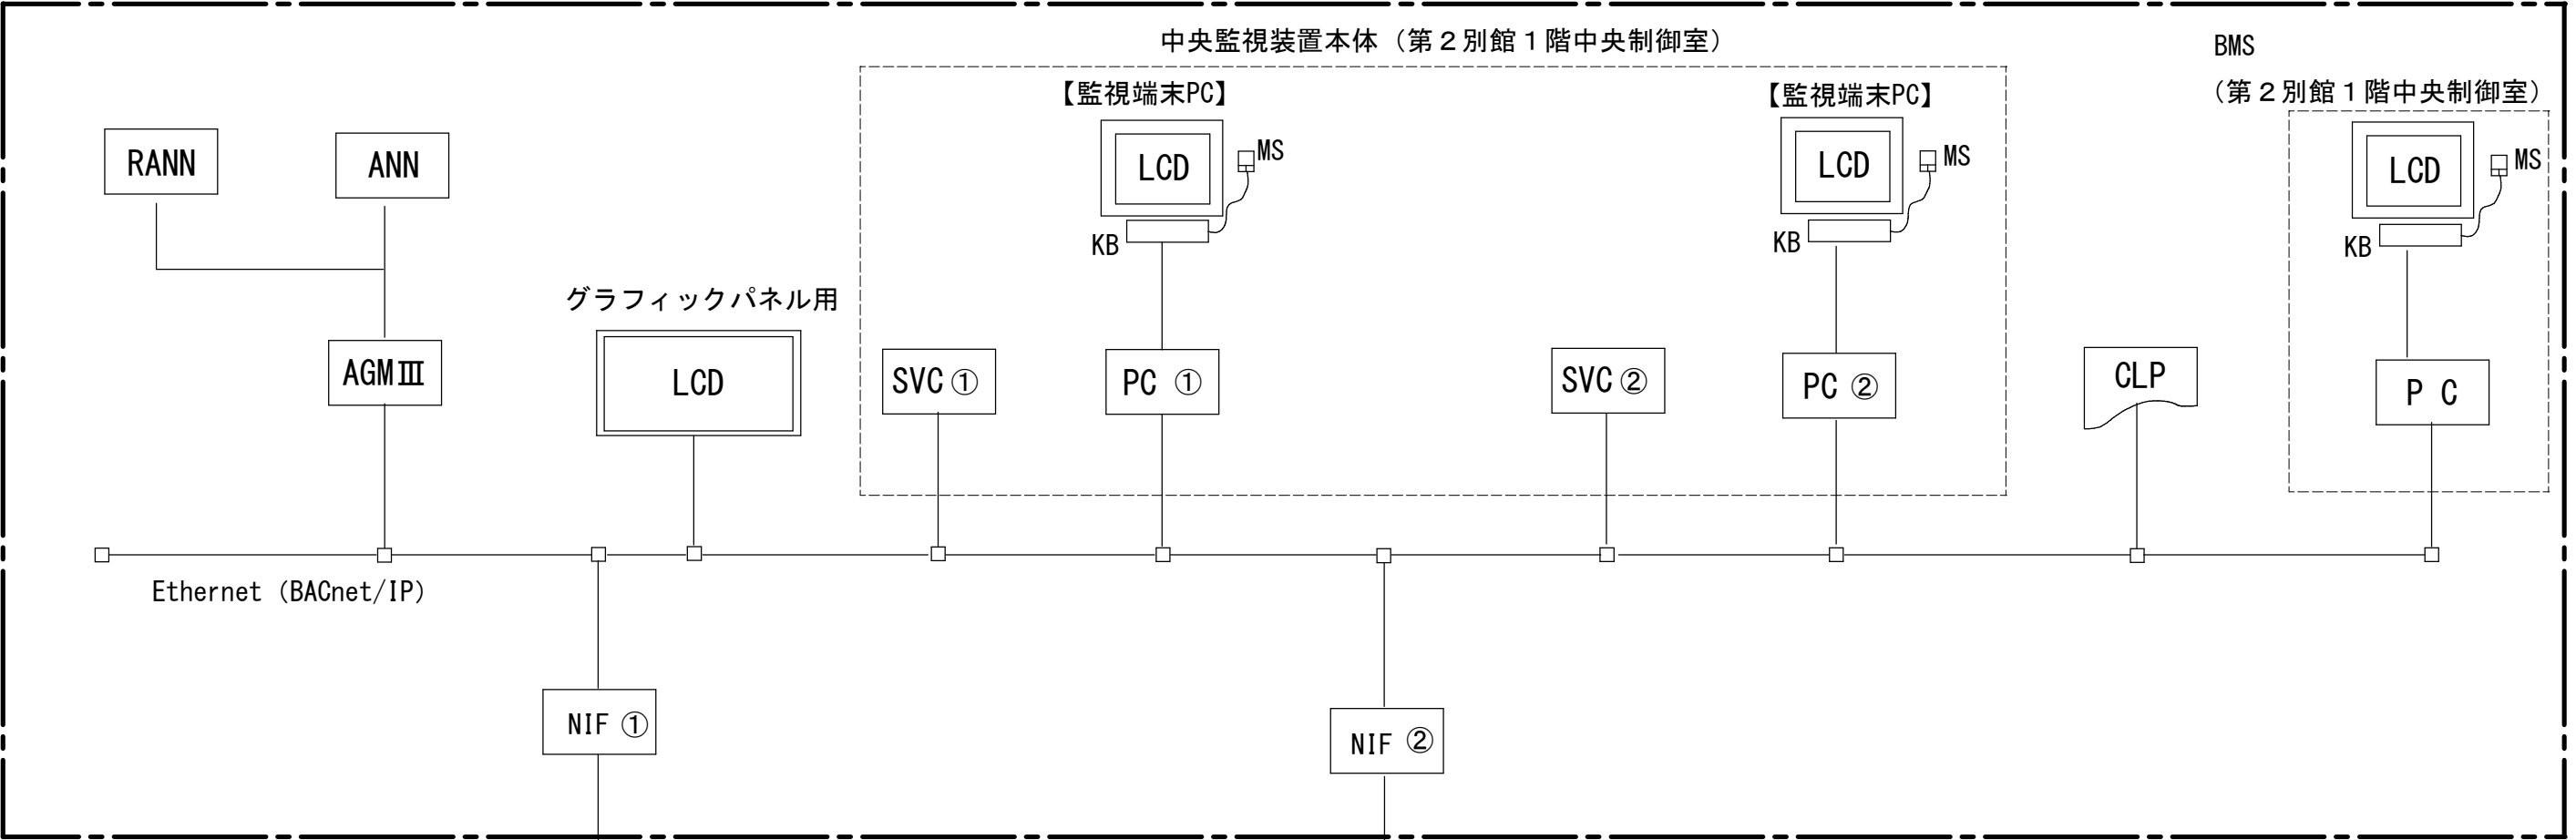 中央監視装置本体（第２別館１階中央制御室）
BMS
（第２別館１階中央制御室）
【監視端末PC】
【監視端末PC】
RANN
ANN
LCD
MS
KB
LCD
MS
KB
LCD
MS
KB
グラフィックパネル用
AGMⅢ
LCD
SVC①
PC ①
SVC②
PC ②
CLP
P C
Ethernet（BACnet/IP）
NIF ①
NIF ②